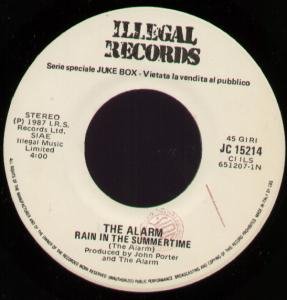 ILLEGAL
RECORDS
Serie speciale JUKE BOX - Vietata la vendita al pubblico
STEREO
(P) 1987 I.R.S.
Records Ltd.
SIAE
Illegal Music
Limited
4:00
45 GIRI
JC 15214
CI ILS
651207-1N
THE ALARM
RAIN IN THE SUMMERTIME
(The Alarm)
Produced by John Porter
and The Alarm